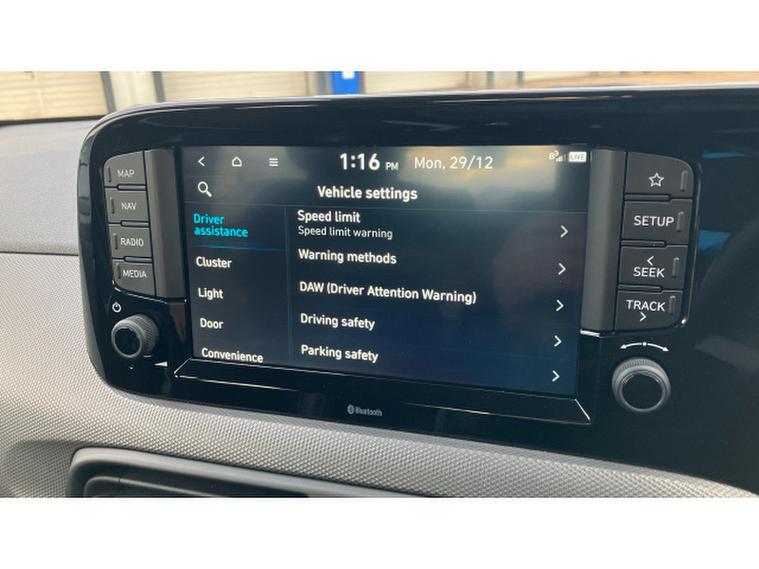 MAP
NAV
RADIO
MEDIA
1:16 PM Mon, 29/12
LIVE
Vehicle settings
Driver
assistance
Cluster
Light
Door
Convenience
Speed limit
Speed limit warning
Warning methods
DAW (Driver Attention Warning)
Driving safety
Parking safety
SETUP
< SEEK
TRACK >
Bluetooth